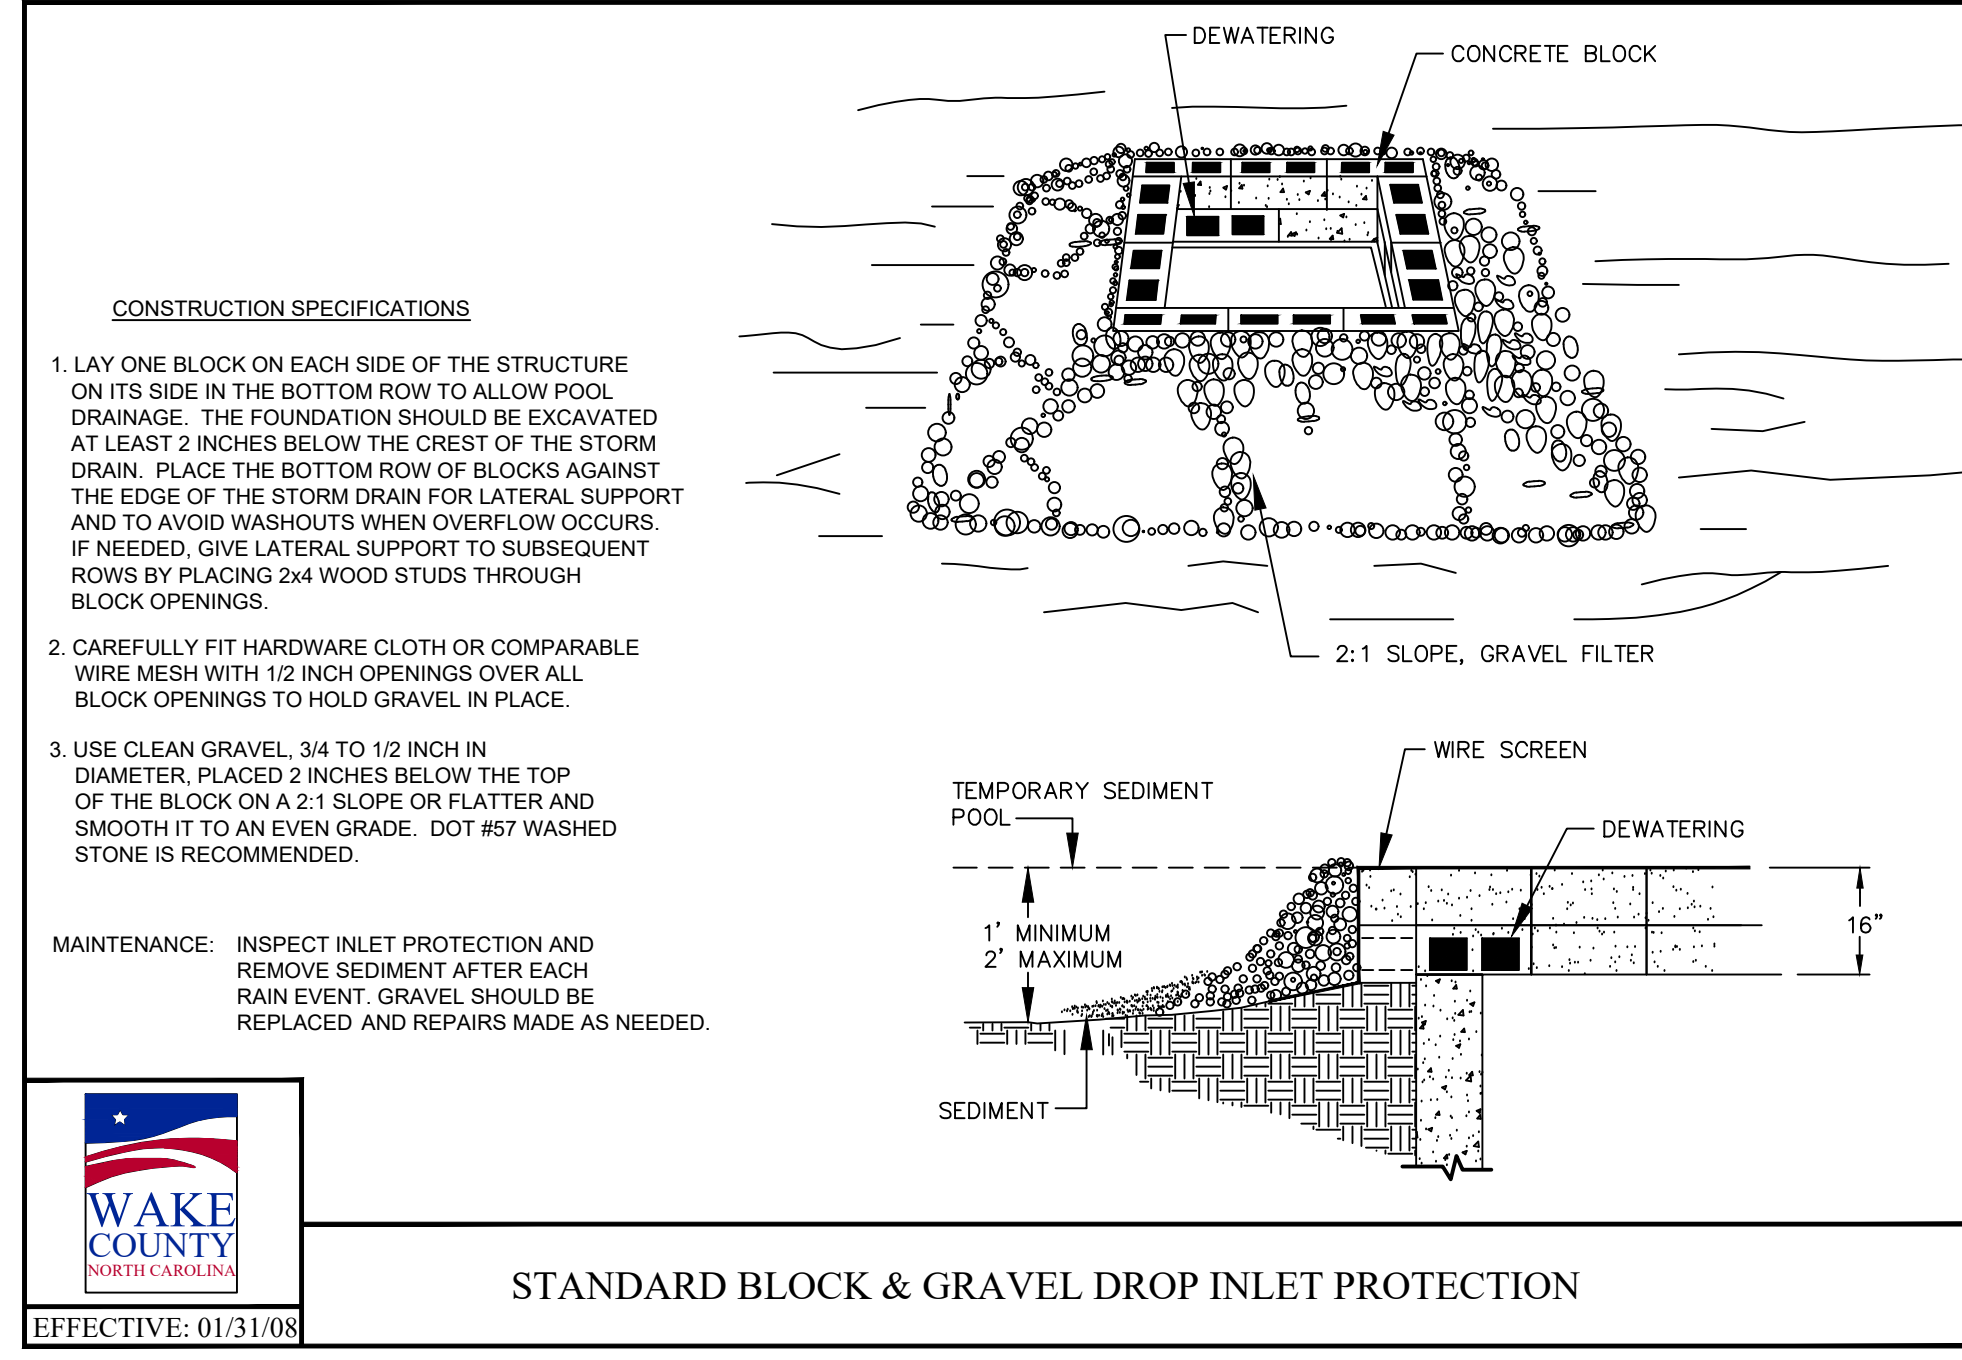 DEWATERING
CONCRETE BLOCK
CONSTRUCTION SPECIFICATIONS
1. LAY ONE BLOCK ON EACH SIDE OF THE STRUCTURE
ON ITS SIDE IN THE BOTTOM ROW TO ALLOW POOL
DRAINAGE. THE FOUNDATION SHOULD BE EXCAVATED
AT LEAST 2 INCHES BELOW THE CREST OF THE STORM
DRAIN. PLACE THE BOTTOM ROW OF BLOCKS AGAINST
THE EDGE OF THE STORM DRAIN FOR LATERAL SUPPORT
AND TO AVOID WASHOUTS WHEN OVERFLOW OCCURS.
IF NEEDED, GIVE LATERAL SUPPORT TO SUBSEQUENT
ROWS BY PLACING 2x4 WOOD STUDS THROUGH
BLOCK OPENINGS.
2. CAREFULLY FIT HARDWARE CLOTH OR COMPARABLE
WIRE MESH WITH 1/2 INCH OPENINGS OVER ALL
BLOCK OPENINGS TO HOLD GRAVEL IN PLACE.
3. USE CLEAN GRAVEL, 3/4 TO 1/2 INCH IN
DIAMETER, PLACED 2 INCHES BELOW THE TOP
OF THE BLOCK ON A 2:1 SLOPE OR FLATTER AND
SMOOTH IT TO AN EVEN GRADE. DOT #57 WASHED
STONE IS RECOMMENDED.
MAINTENANCE: INSPECT INLET PROTECTION AND
REMOVE SEDIMENT AFTER EACH
RAIN EVENT. GRAVEL SHOULD BE
REPLACED AND REPAIRS MADE AS NEEDED.
2:1 SLOPE, GRAVEL FILTER
WIRE SCREEN
TEMPORARY SEDIMENT
POOL
DEWATERING
1' MINIMUM
2' MAXIMUM
16"
SEDIMENT
WAKE
COUNTY
NORTH CAROLINA
EFFECTIVE: 01/31/08
STANDARD BLOCK & GRAVEL DROP INLET PROTECTION